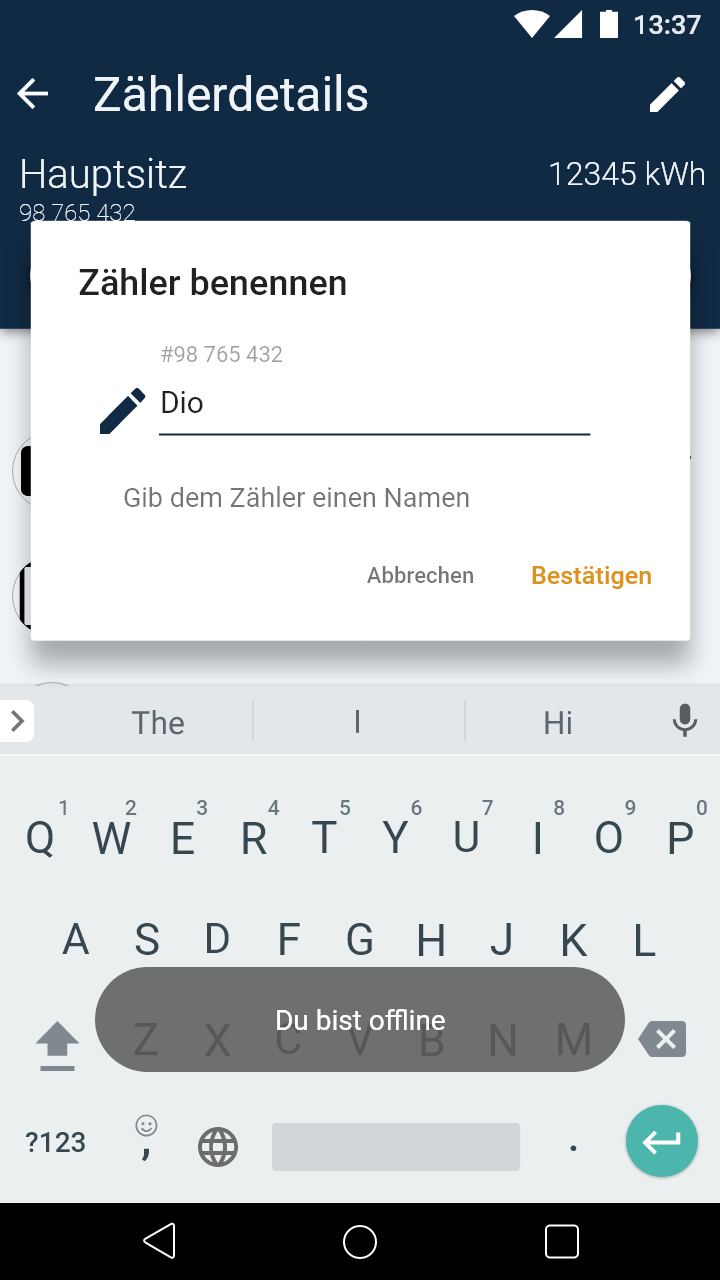 13:37
Zählerdetails
Hauptsitz 12345 kWh
98 765 432
Zähler benennen
#98 765 432
Dio
Gib dem Zähler einen Namen
Abbrechen Bestätigen
The I Hi
1 2 3 4 5 6 7 8 9 0
Q W E R T Y U I O P
A S D F G H J K L
Z X C V B N M
Du bist offline
?123 , .